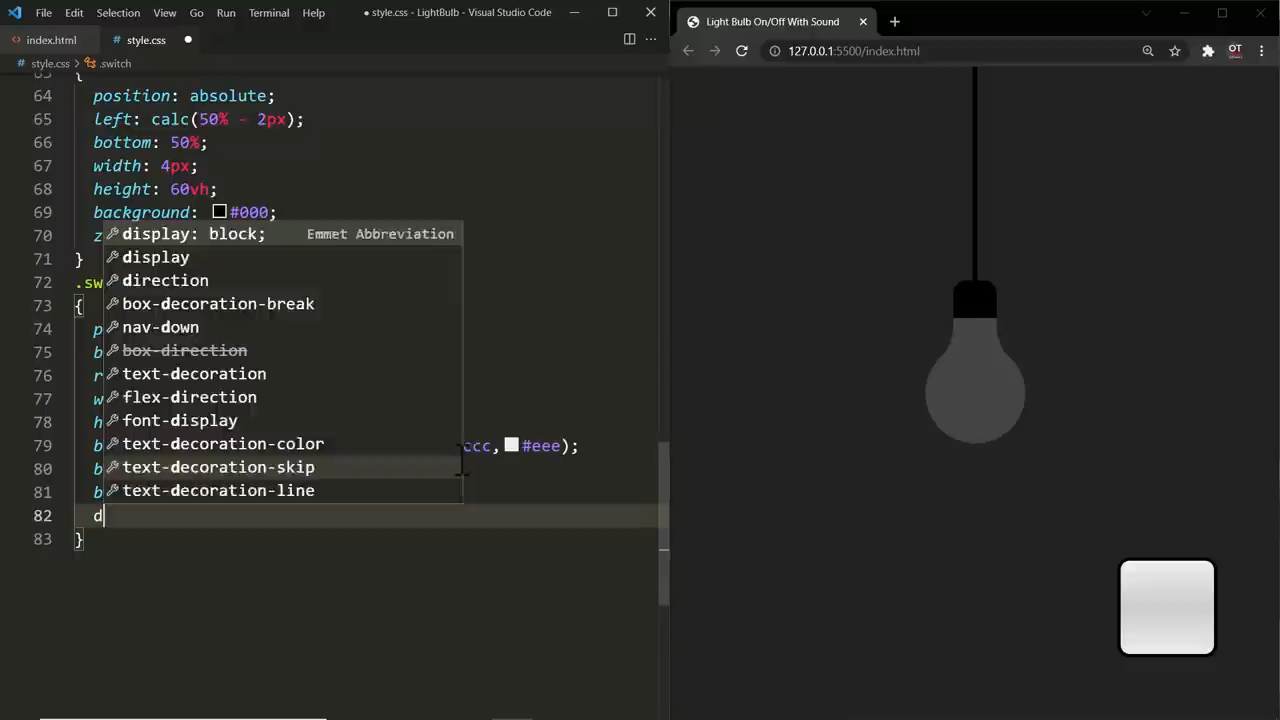 File Edit Selection View Go Run Terminal Help ● style.css - LightBulb - Visual Studio Code
Light Bulb On/Off With Sound
index.html style.css
127.0.0.1:5500/index.html OT
style.css > .switch
{
64 position: absolute;
65 left: calc(50% - 2px);
66 bottom: 50%;
67 width: 4px;
68 height: 60vh;
69 background: #000;
70 z
71 }
72 .sw
73 {
74 p
75 b
76 r
77 w
78 h
79 b ccc, #eee);
80 b
81 b
82 d
83 }
display: block; Emmet Abbreviation
display
direction
box-decoration-break
nav-down
box-direction
text-decoration
flex-direction
font-display
text-decoration-color
text-decoration-skip
text-decoration-line